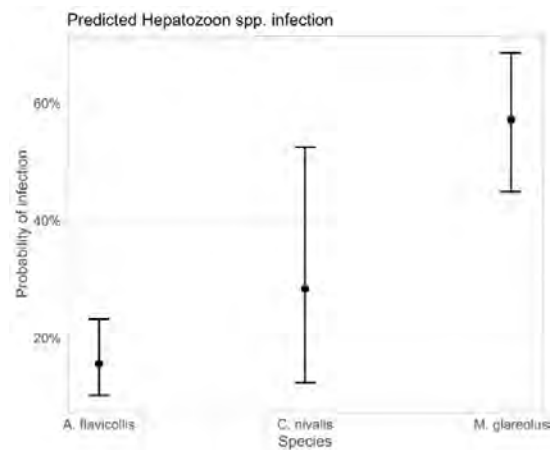 Predicted Hepatozoon spp. infection
Probability of infection
60%
40%
20%
A. flavicollis
C. nivalis
M. glareolus
Species